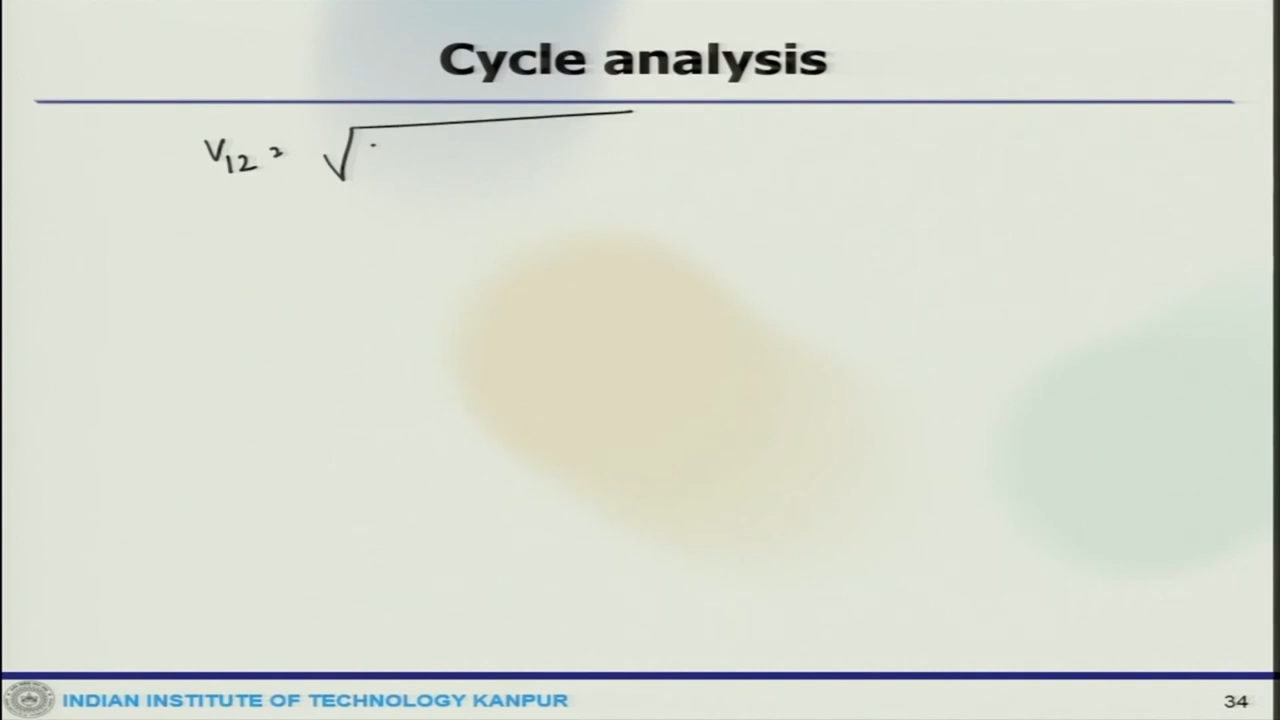 Cycle analysis
V12 = √
INDIAN INSTITUTE OF TECHNOLOGY KANPUR
34